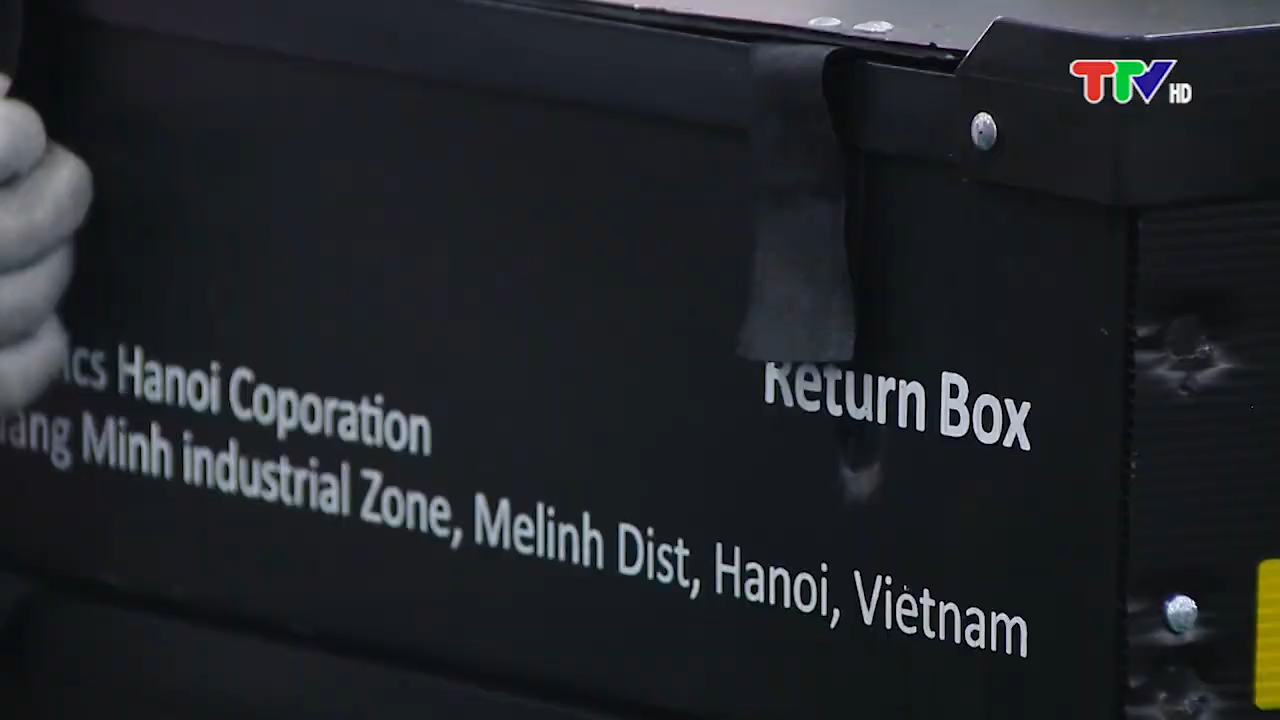 TTV HD
Return Box
Hanoi Coporation
Minh industrial Zone, Melinh Dist, Hanoi, Vietnam